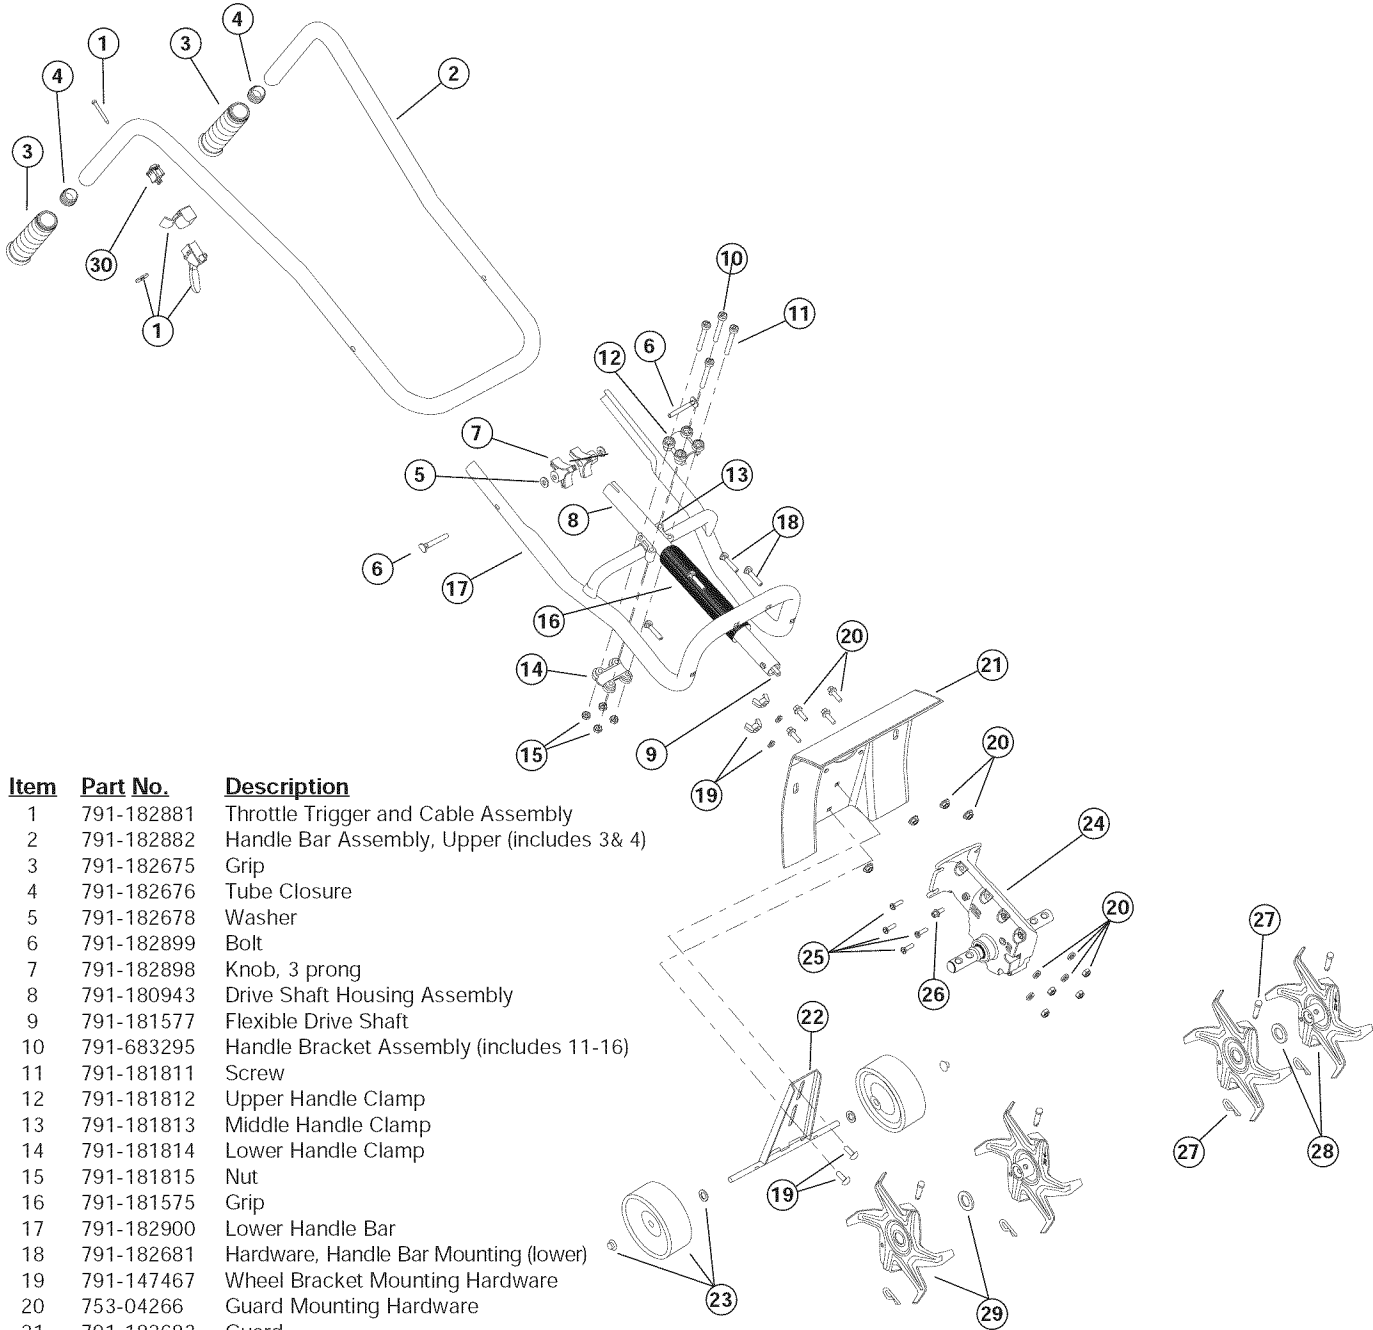 4
1
3
4
2
3
30
1
10
11
6
12
7
5
13
8
18
6
17
16
20
14
21
15
9
19
20
24
20
25
26
27
22
27
28
19
23
29
Item Part No. Description
1 791-182881 Throttle Trigger and Cable Assembly
2 791-182882 Handle Bar Assembly, Upper (includes 3& 4)
3 791-182675 Grip
4 791-182676 Tube Closure
5 791-182678 Washer
6 791-182899 Bolt
7 791-182898 Knob, 3 prong
8 791-180943 Drive Shaft Housing Assembly
9 791-181577 Flexible Drive Shaft
10 791-683295 Handle Bracket Assembly (includes 11-16)
11 791-181811 Screw
12 791-181812 Upper Handle Clamp
13 791-181813 Middle Handle Clamp
14 791-181814 Lower Handle Clamp
15 791-181815 Nut
16 791-181575 Grip
17 791-182900 Lower Handle Bar
18 791-182681 Hardware, Handle Bar Mounting (lower)
19 791-147467 Wheel Bracket Mounting Hardware
20 753-04266 Guard Mounting Hardware
21 Guard